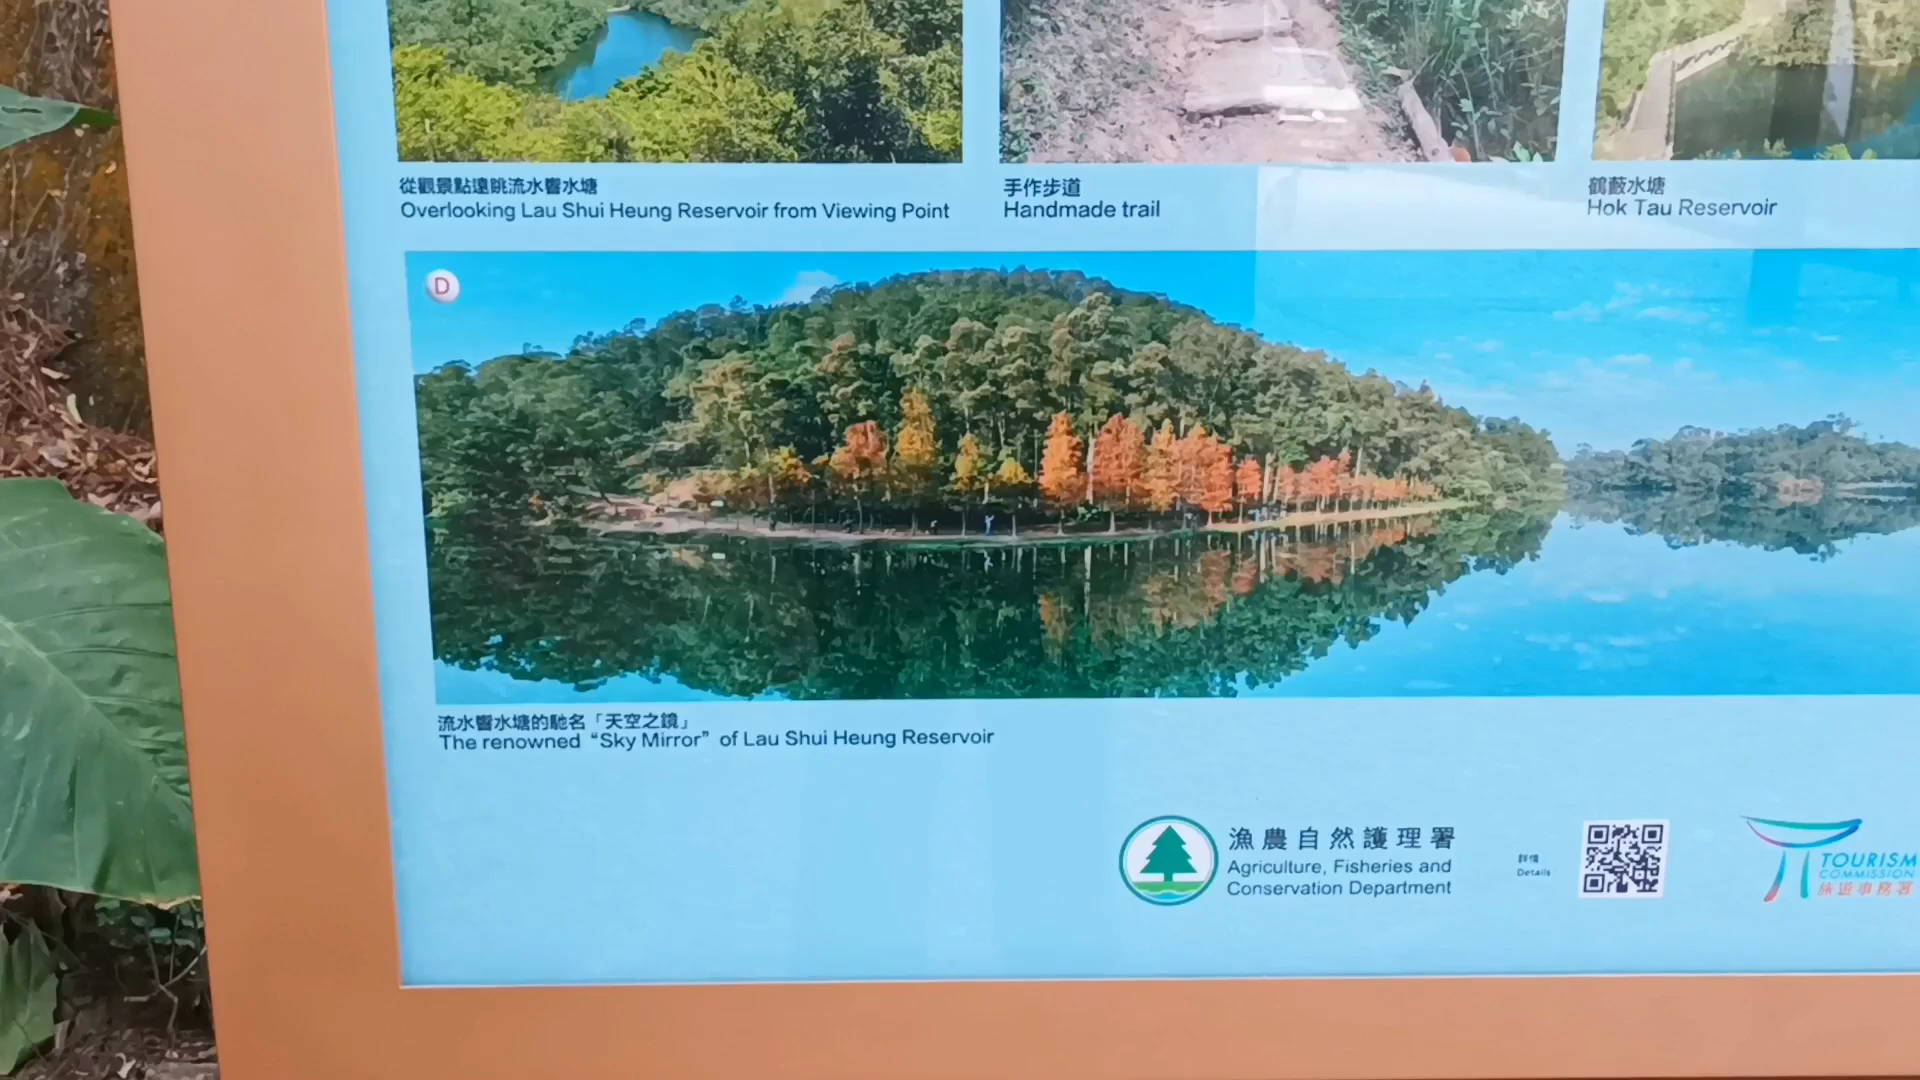 從觀景點遠眺流水響水塘
Overlooking Lau Shui Heung Reservoir from Viewing Point
手作步道
Handmade trail
鶴藪水塘
Hok Tau Reservoir
D
流水響水塘的馳名「天空之鏡」
The renowned “Sky Mirror” of Lau Shui Heung Reservoir
漁農自然護理署
Agriculture, Fisheries and
Conservation Department
詳情
Details
TOURISM
COMMISSION
旅遊事務署